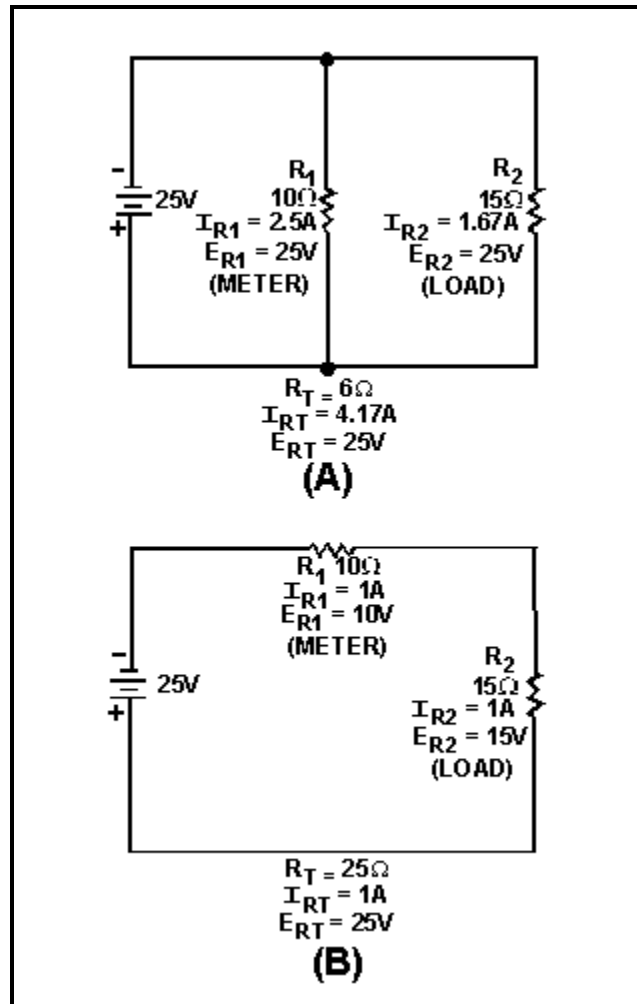 -
25V
+
R1
10Ω
IR1 = 2.5A
ER1 = 25V
(METER)
R2
15Ω
IR2 = 1.67A
ER2 = 25V
(LOAD)
RT = 6Ω
IRT = 4.17A
ERT = 25V
(A)
R1 10Ω
IR1 = 1A
ER1 = 10V
(METER)
-
25V
+
R2
15Ω
IR2 = 1A
ER2 = 15V
(LOAD)
RT = 25Ω
IRT = 1A
ERT = 25V
(B)